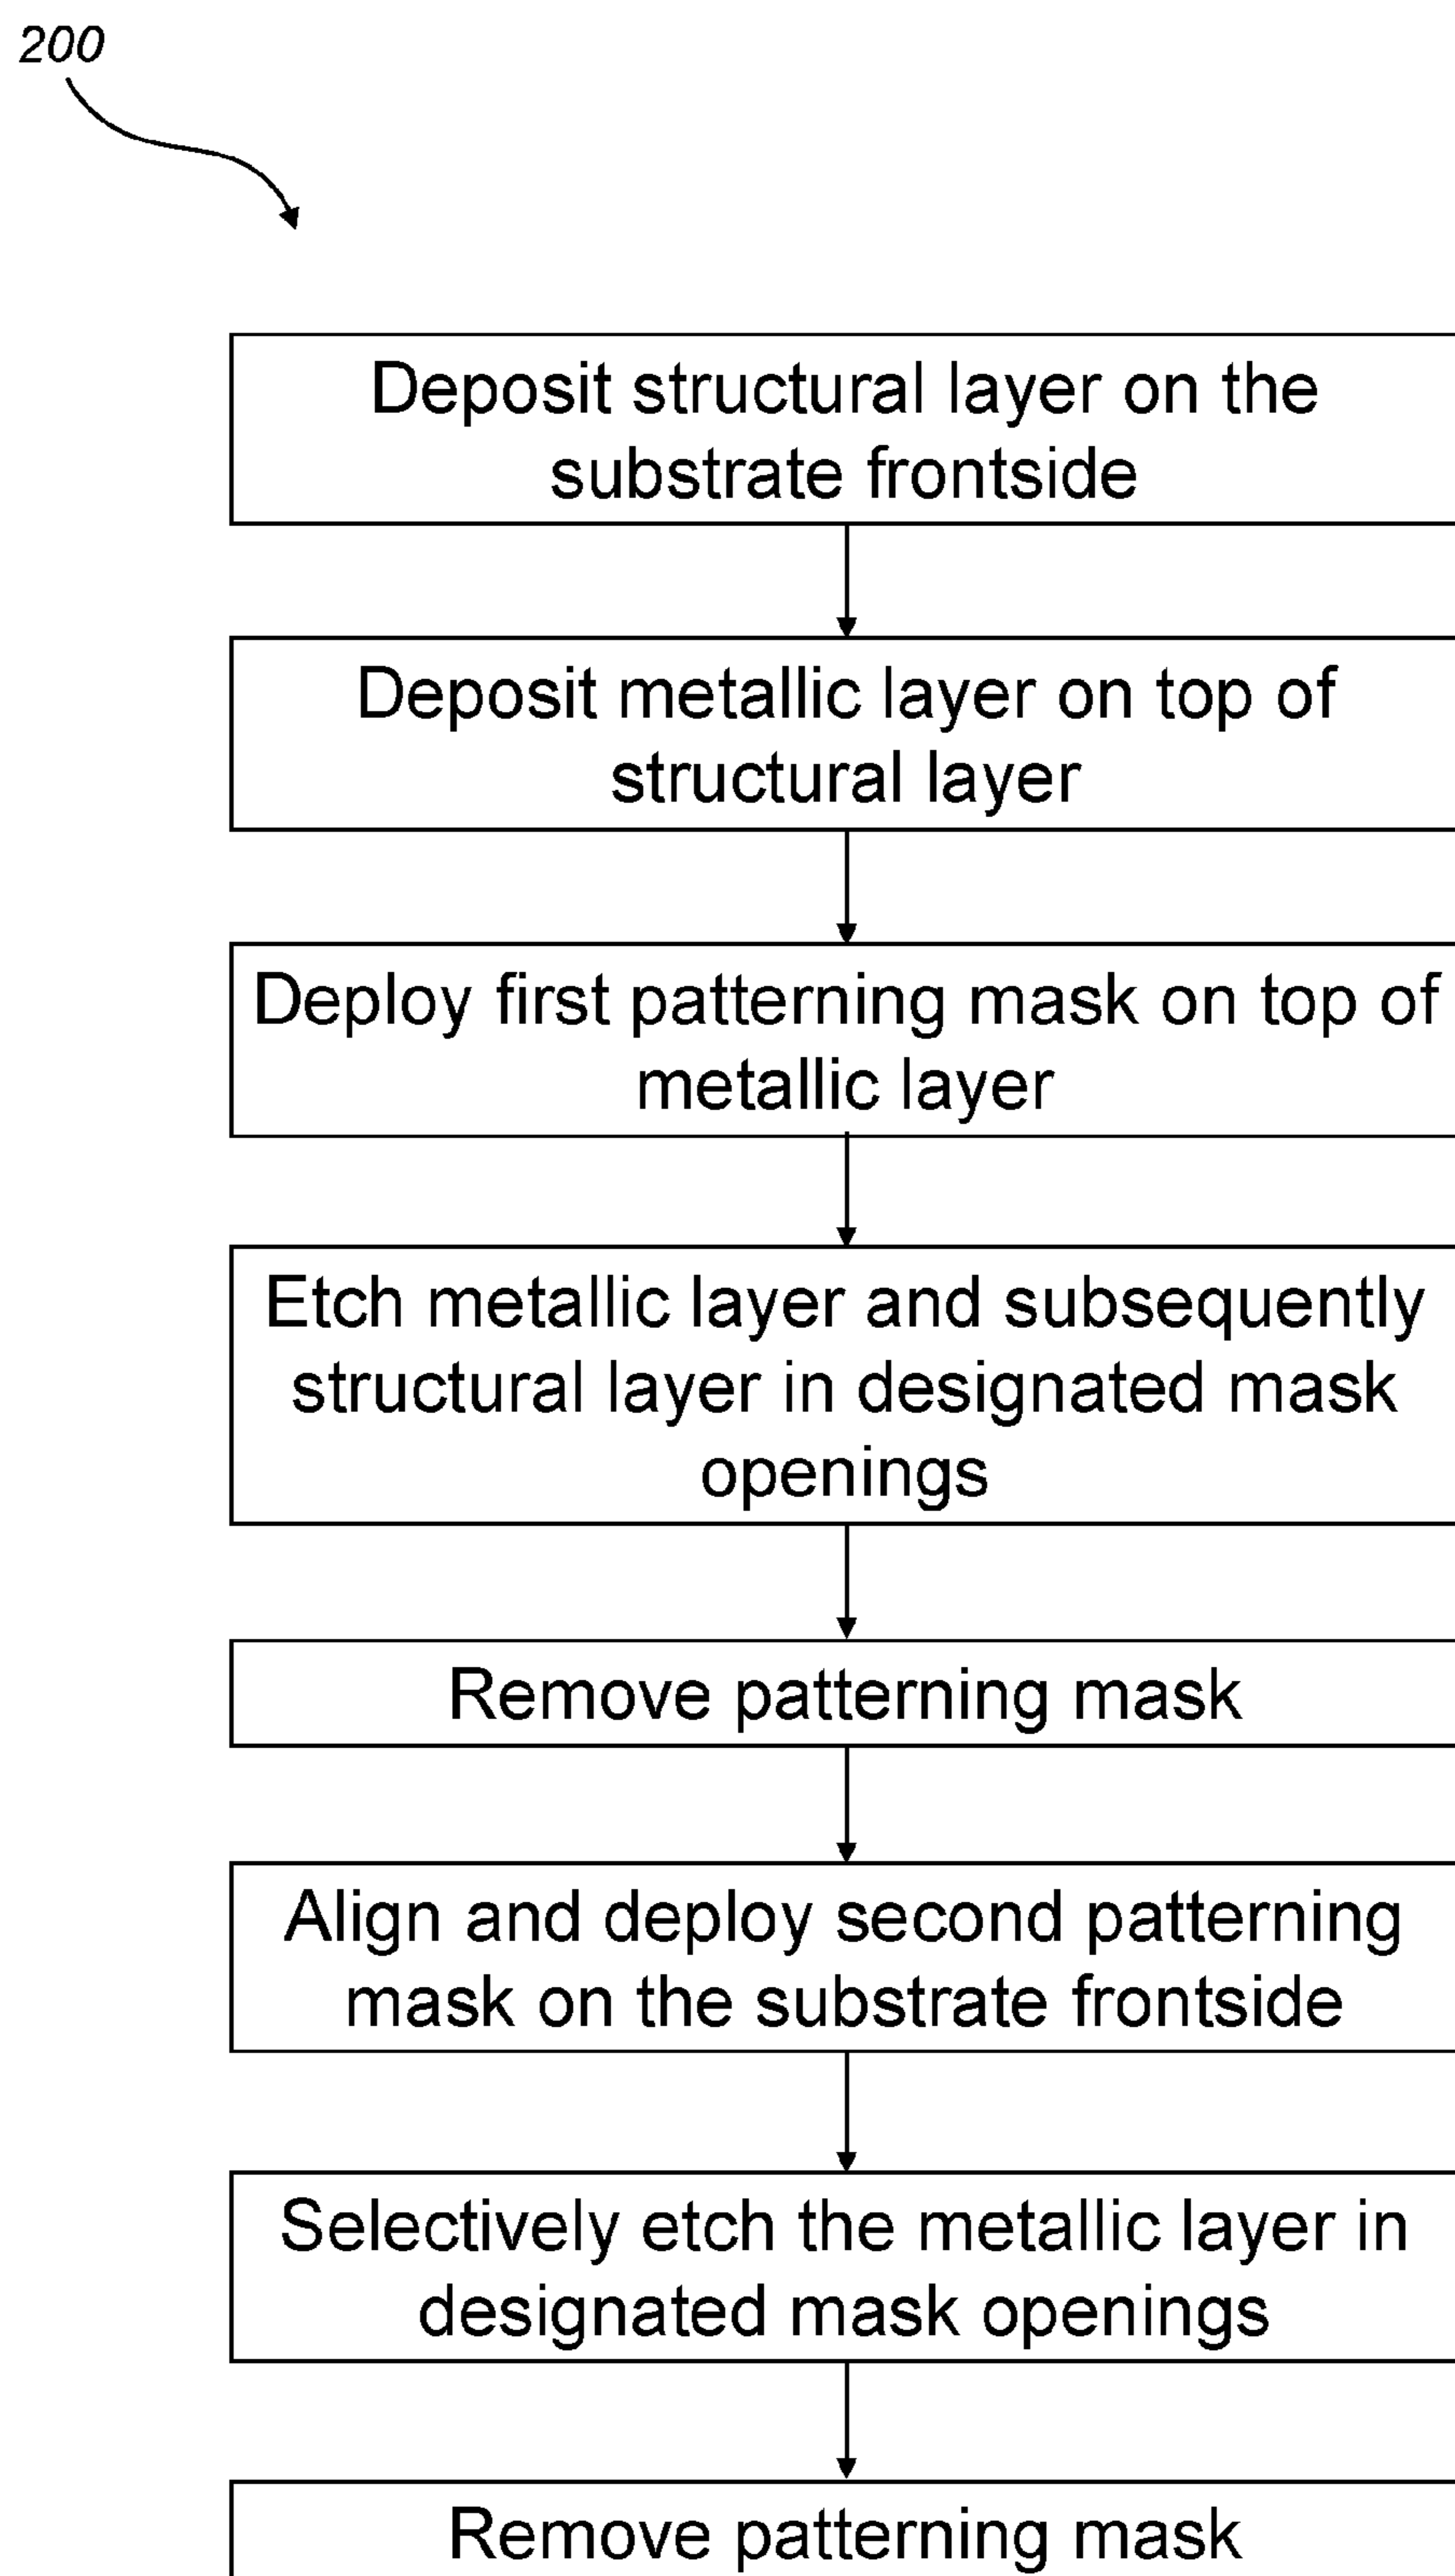 200
Deposit structural layer on the
substrate frontside
Deposit metallic layer on top of
structural layer
Deploy first patterning mask on top of
metallic layer
Etch metallic layer and subsequently
structural layer in designated mask
openings
Remove patterning mask
Align and deploy second patterning
mask on the substrate frontside
Selectively etch the metallic layer in
designated mask openings
Remove patterning mask